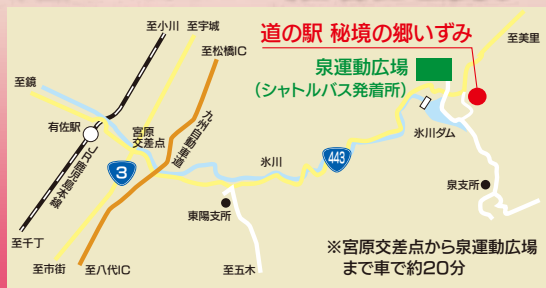 至小川
至宇城
至松橋IC
道の駅 秘境の郷いずみ
至美里
泉運動広場
(シャトルバス発着所)
至鏡
有佐駅
宮原
交差点
九州自動車道
JR鹿児島本線
3
氷川
443
氷川ダム
泉支所
東陽支所
至千丁
至市街
至八代IC
至五木
※宮原交差点から泉運動広場
まで車で約20分